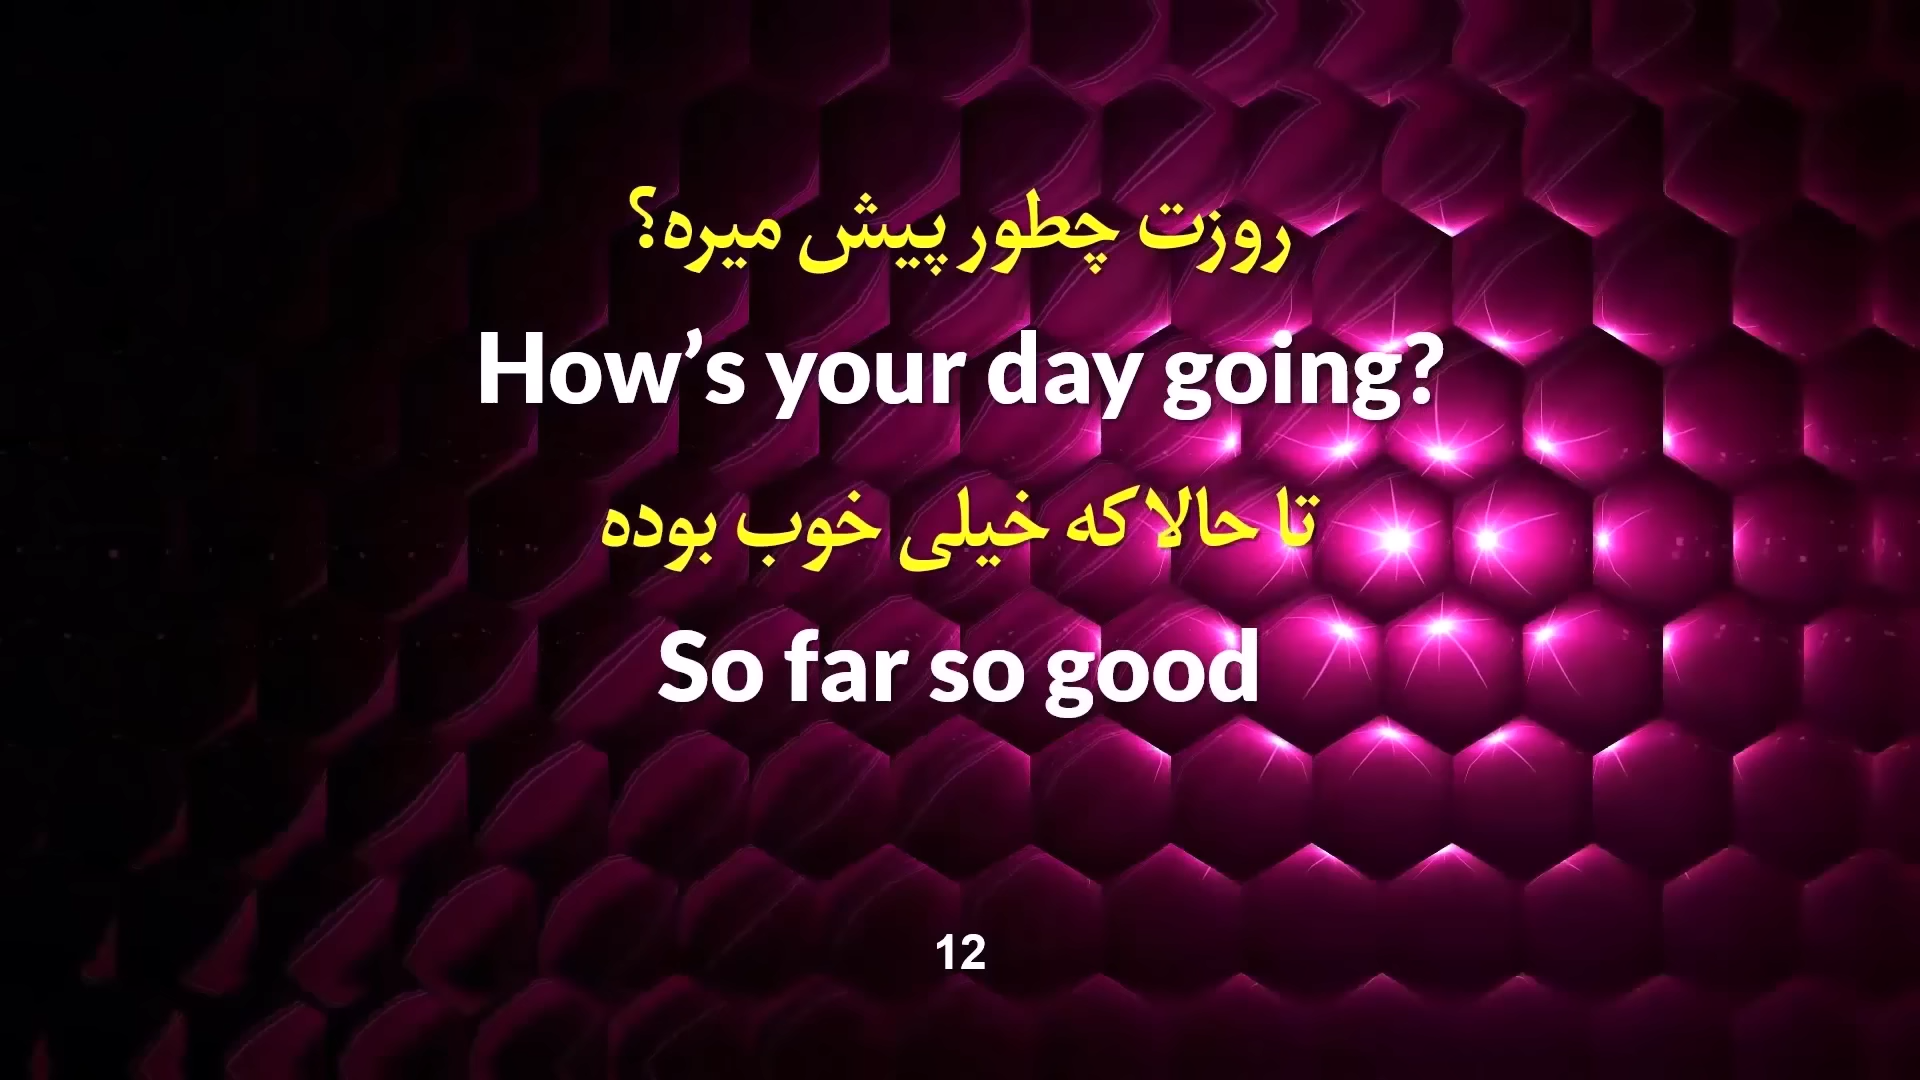 روزت چطور پیش میره؟
How’s your day going?
تا حالا که خیلی خوب بوده
So far so good
12